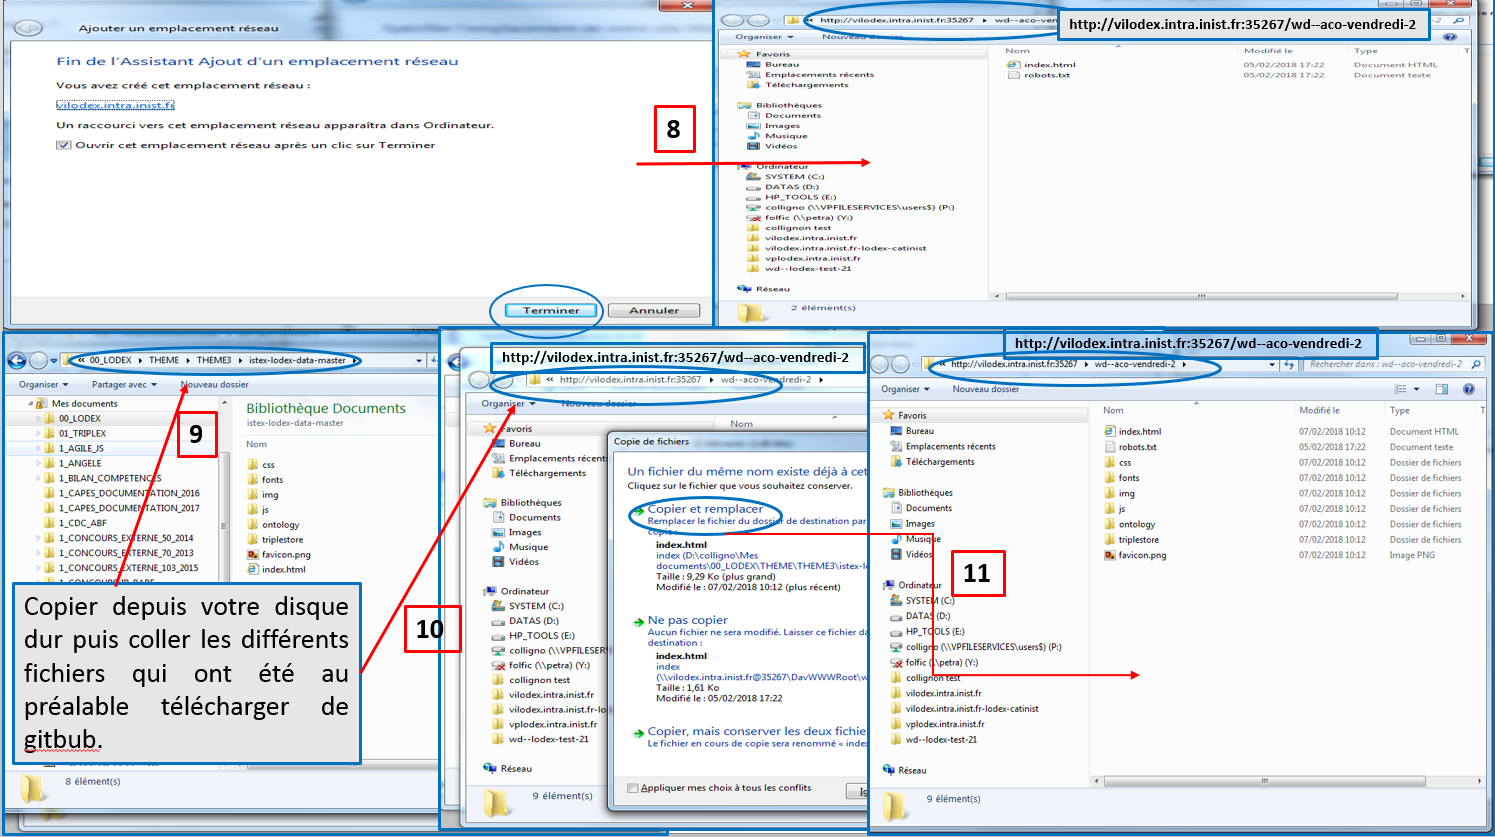 Ajouter un emplacement réseau
Fin de l'Assistant Ajout d'un emplacement réseau
Vous avez créé cet emplacement réseau :
vilodex.intra.inist.fr
Un raccourci vers cet emplacement réseau apparaîtra dans Ordinateur.
Ouvrir cet emplacement réseau après un clic sur Terminer
Terminer
Annuler
8
« http://vilodex.intra.inist.fr:35267 ▸ wd--aco-ven
http://vilodex.intra.inist.fr:35267/wd--aco-vendredi-2
Organiser
Nouveau dossier
Nom Modifié le Type T
index.html 05/02/2018 17:22 Document HTML
robots.txt 05/02/2018 17:22 Document texte
Favoris
Bureau
Emplacements récents
Téléchargements
Bibliothèques
Documents
Images
Musique
Vidéos
Ordinateur
SYSTEM (C:)
DATAS (D:)
HP_TOOLS (E:)
colligno (\\VPFILESERVICES\users$) (P:)
folfic (\\petra) (Y:)
collignon test
vilodex.intra.inist.fr
vilodex.intra.inist.fr-lodex-catinist
vplodex.intra.inist.fr
wd--lodex-test-21
Réseau
2 élément(s)
« 00_LODEX ▸ THEME ▸ THEME3 ▸ istex-lodex-data-master ▸
Organiser Partager avec Nouveau dossier
9
Mes documents
00_LODEX
01_TRIPLEX
1_AGILE_JS
1_ANGELE
1_BILAN_COMPETENCES
1_CAPES_DOCUMENTATION_2016
1_CAPES_DOCUMENTATION_2017
1_CDC_ABF
1_CONCOURS_EXTERNE_50_2014
1_CONCOURS_EXTERNE_70_2013
1_CONCOURS_EXTERNE_103_2015
Bibliothèque Documents
istex-lodex-data-master
Nom
css
fonts
img
js
ontology
triplestore
favicon.png
index.html
Copier depuis votre disque
dur puis coller les différents
fichiers qui ont été au
préalable télécharger de
gitbub.
8 élément(s)
10
http://vilodex.intra.inist.fr:35267/wd--aco-vendredi-2
« http://vilodex.intra.inist.fr:35267 ▸ wd--aco-vendredi-2 ▸
Organiser
Nouveau dossier
Nom
Favoris
Bureau
Emplacements récent
Téléchargements
Bibliothèques
Documents
Images
Musique
Vidéos
Ordinateur
SYSTEM (C:)
DATAS (D:)
HP_TOOLS (E:)
colligno (\\VPFILESER
folfic (\\petra) (Y:)
collignon test
vilodex.intra.inist.fr
vilodex.intra.inist.fr-lo
vplodex.intra.inist.fr
wd--lodex-test-21
Réseau
9 élément(s)
Copie de fichiers
Un fichier du même nom existe déjà à cet
Cliquez sur le fichier que vous souhaitez conserver.
Copier et remplacer
Remplacer le fichier du dossier de destination par
copie :
index.html
index (D:\colligno\Mes
documents\00_LODEX\THEME\THEME3\istex-l
Taille : 9,29 Ko (plus grand)
Modifié le : 07/02/2018 10:12 (plus récent)
Ne pas copier
Aucun fichier ne sera modifié. Laisser ce fichier da
destination :
index.html
index
(\\vilodex.intra.inist.fr@35267\DavWWWRoot\w
Taille : 1,61 Ko
Modifié le : 05/02/2018 17:22
Copier, mais conserver les deux fichie
Le fichier en cours de copie sera renommé « index
Appliquer mes choix à tous les conflits
Ig
11
http://vilodex.intra.inist.fr:35267/wd--aco-vendredi-2
« http://vilodex.intra.inist.fr:35267 ▸ wd--aco-vendredi-2 ▸
Rechercher dans : wd--aco-vendredi-2
Organiser Nouveau dossier
Favoris
Bureau
Emplacements récents
Téléchargements
Bibliothèques
Documents
Images
Musique
Vidéos
Ordinateur
SYSTEM (C:)
DATAS (D:)
HP_TOOLS (E:)
colligno (\\VPFILESERVICES\users$) (P:)
folfic (\\petra) (Y:)
collignon test
vilodex.intra.inist.fr
vilodex.intra.inist.fr-lodex-catinist
vplodex.intra.inist.fr
wd--lodex-test-21
Réseau
Nom Modifié le Type T
index.html 07/02/2018 10:12 Document HTML
robots.txt 05/02/2018 17:22 Document texte
css 07/02/2018 10:12 Dossier de fichiers
fonts 07/02/2018 10:12 Dossier de fichiers
img 07/02/2018 10:12 Dossier de fichiers
js 07/02/2018 10:12 Dossier de fichiers
ontology 07/02/2018 10:12 Dossier de fichiers
triplestore 07/02/2018 10:12 Dossier de fichiers
favicon.png 07/02/2018 10:12 Image PNG
9 élément(s)